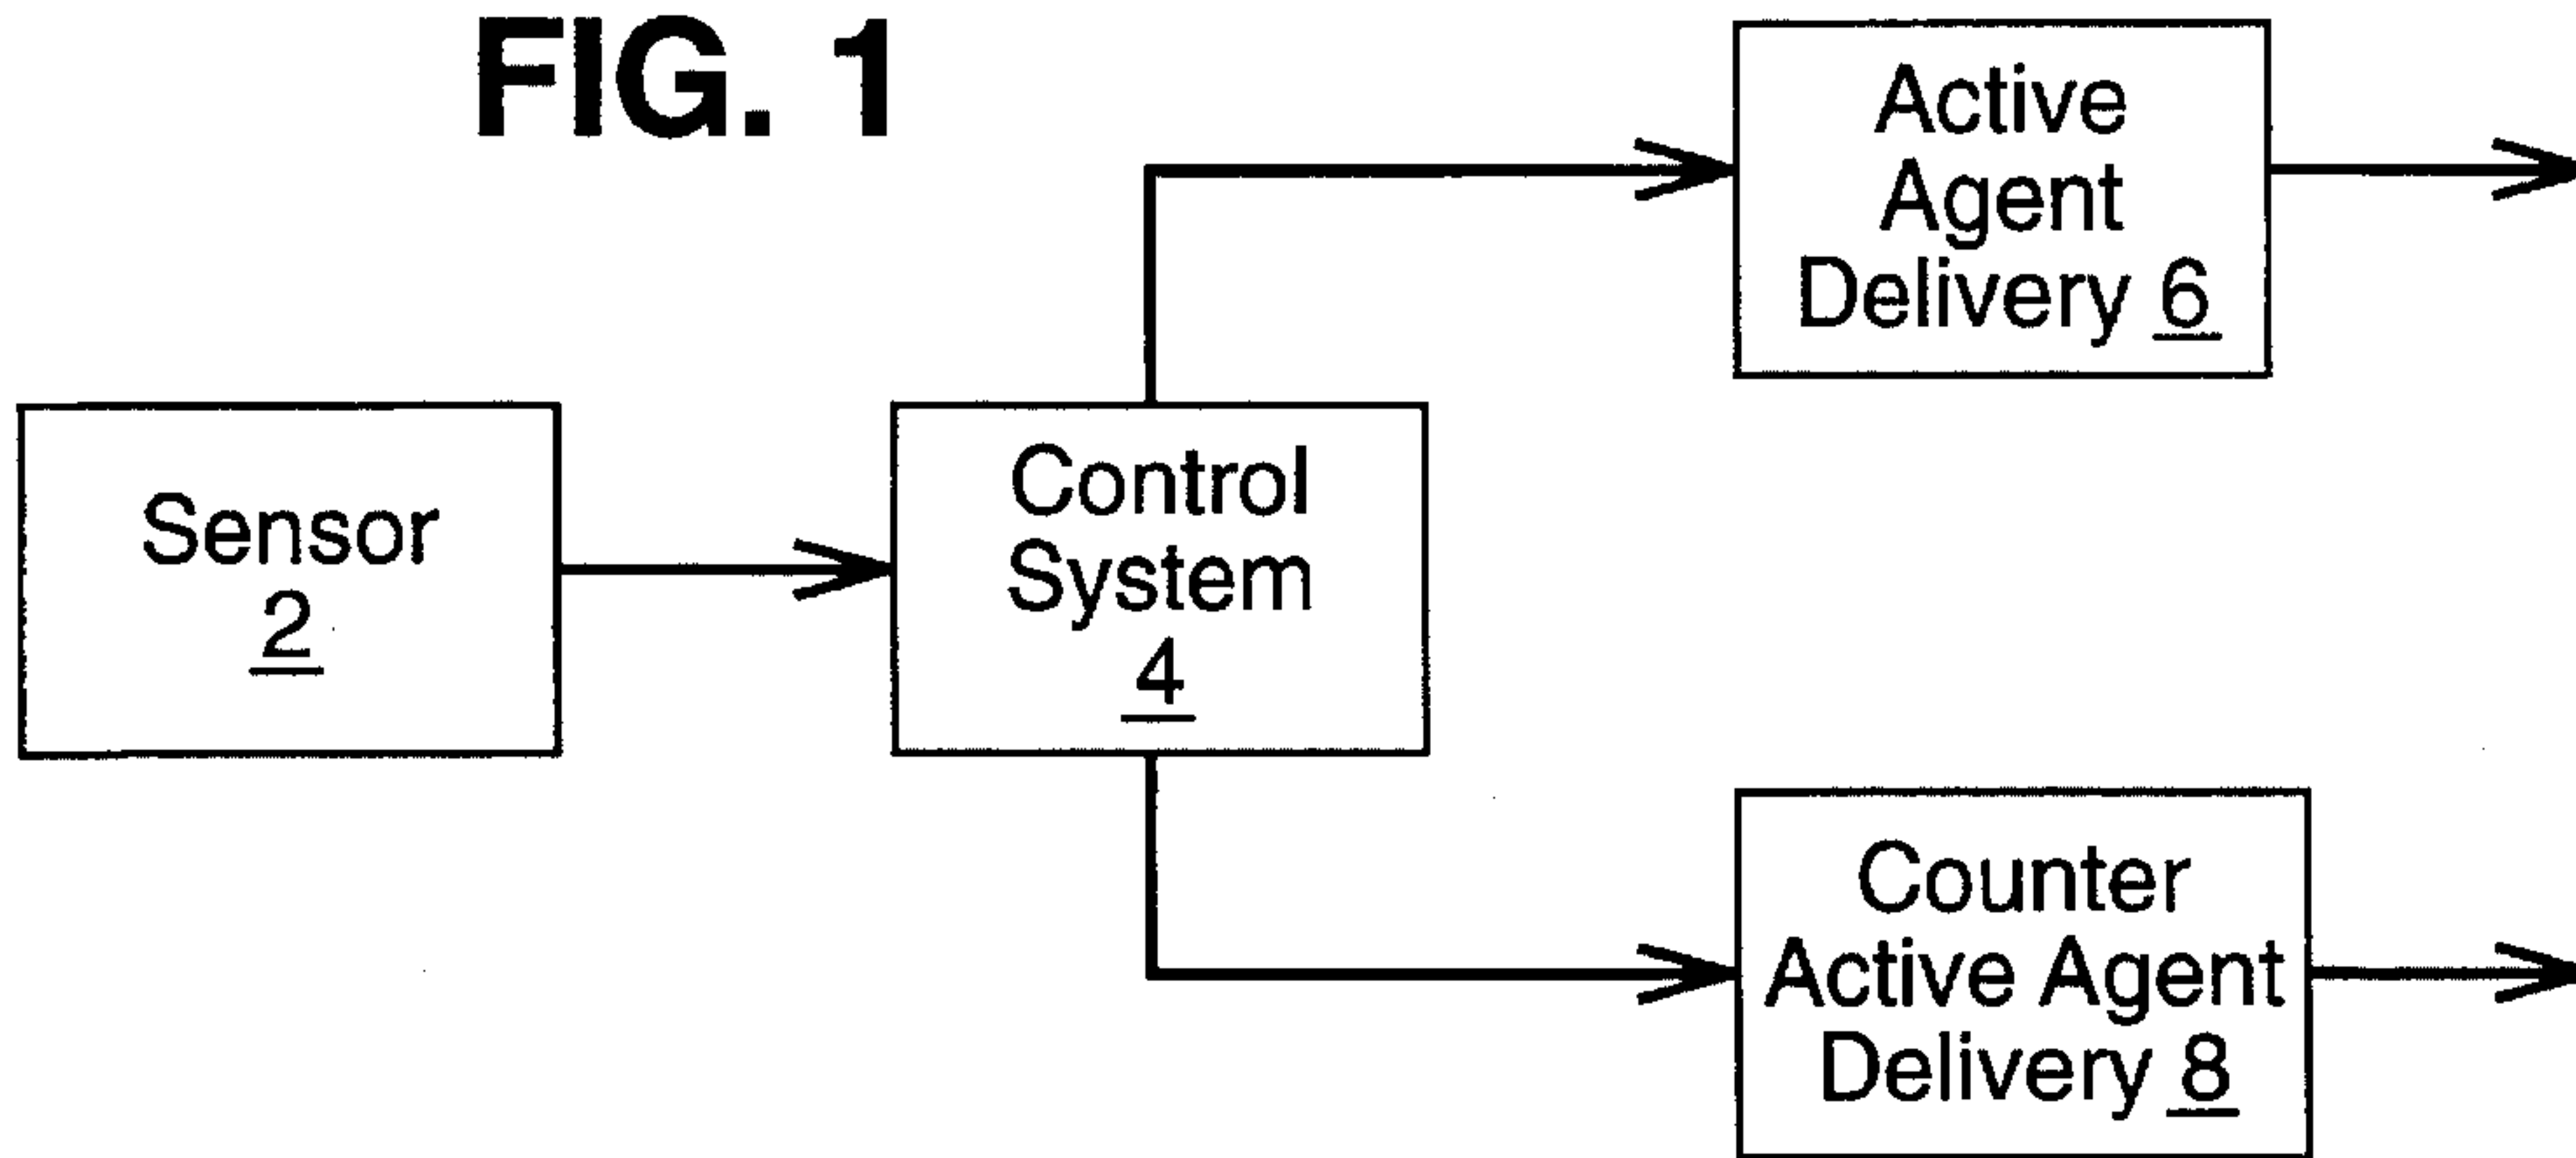 FIG. 1
Active
Agent
Delivery 6
Sensor
2
Control
System
4
Counter
Active Agent
Delivery 8